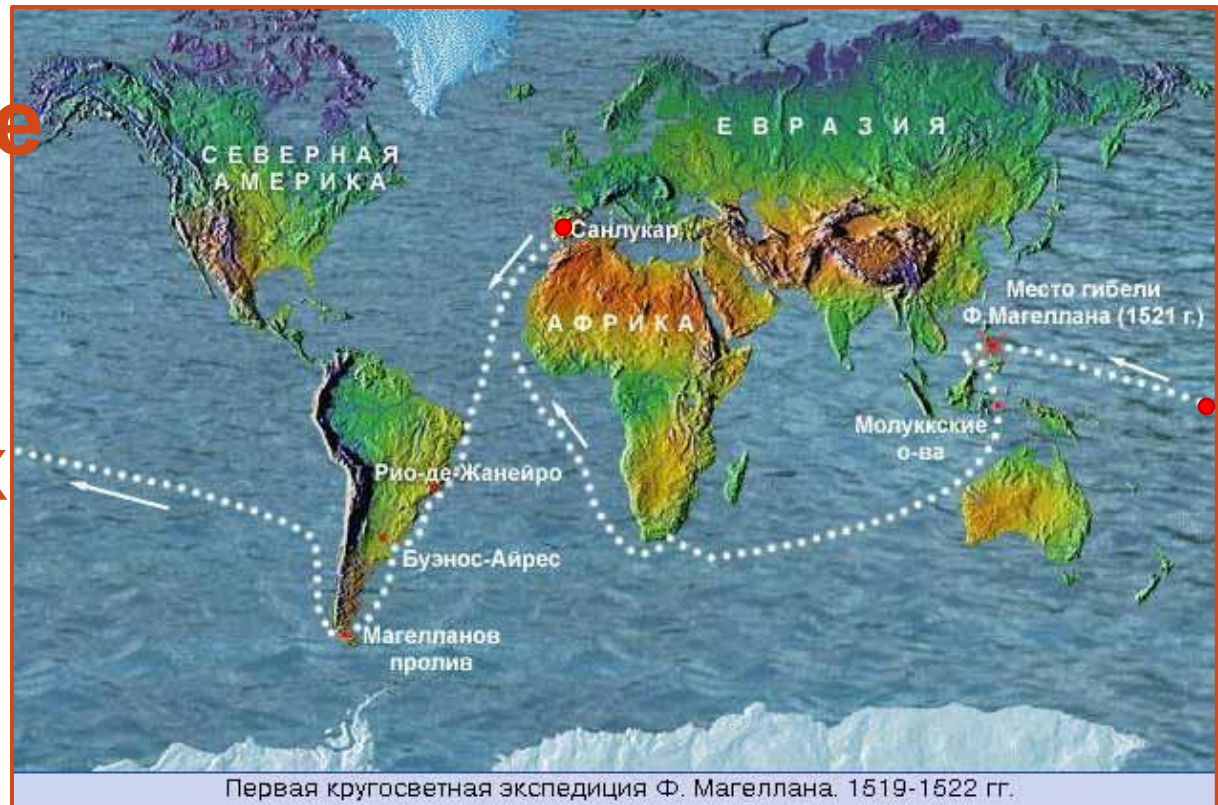 е
СЕВЕРНАЯ
АМЕРИКА
ЕВРАЗИЯ
Санлукар
Место гибели
Ф.Магеллана (1521 г.)
АФРИКА
Молуккские
о-ва
х
Рио-де-Жанейро
Буэнос-Айрес
Магелланов
пролив
Первая кругосветная экспедиция Ф. Магеллана. 1519-1522 гг.